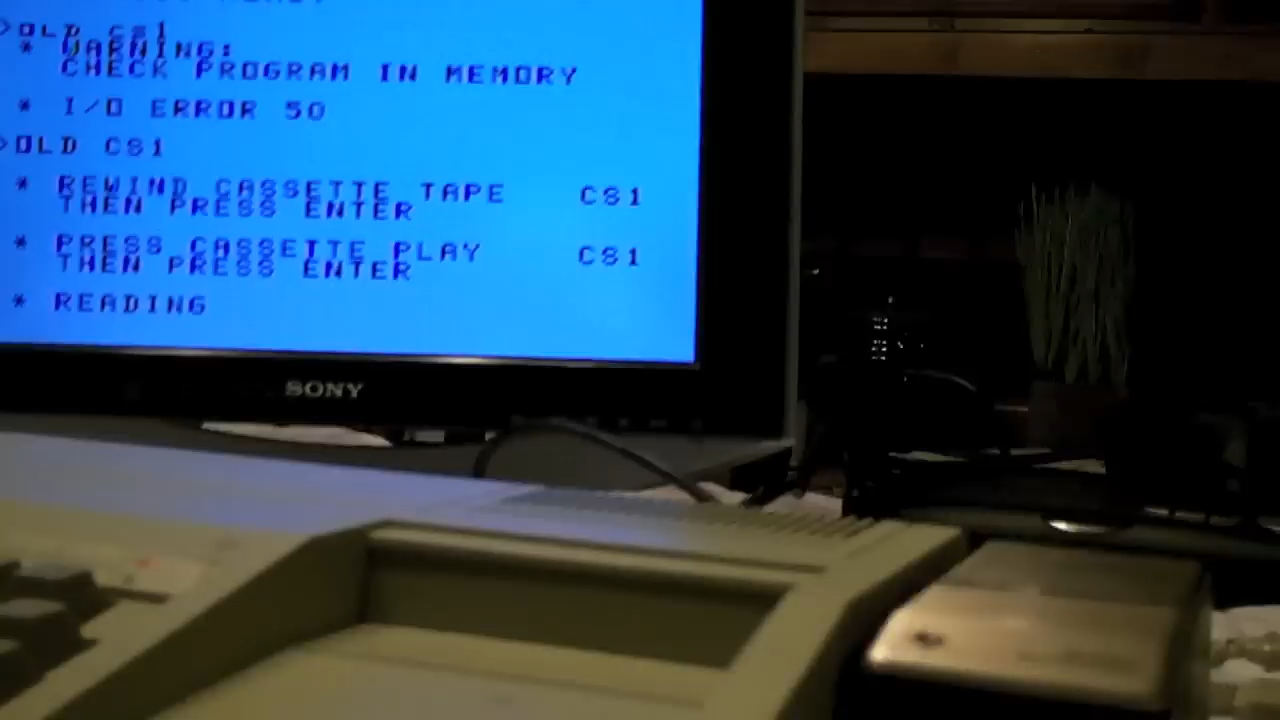 >OLD CS1
* WARNING:
CHECK PROGRAM IN MEMORY
* I/O ERROR 50
>OLD CS1
* REWIND CASSETTE TAPE CS1
THEN PRESS ENTER
* PRESS CASSETTE PLAY CS1
THEN PRESS ENTER
* READING
SONY